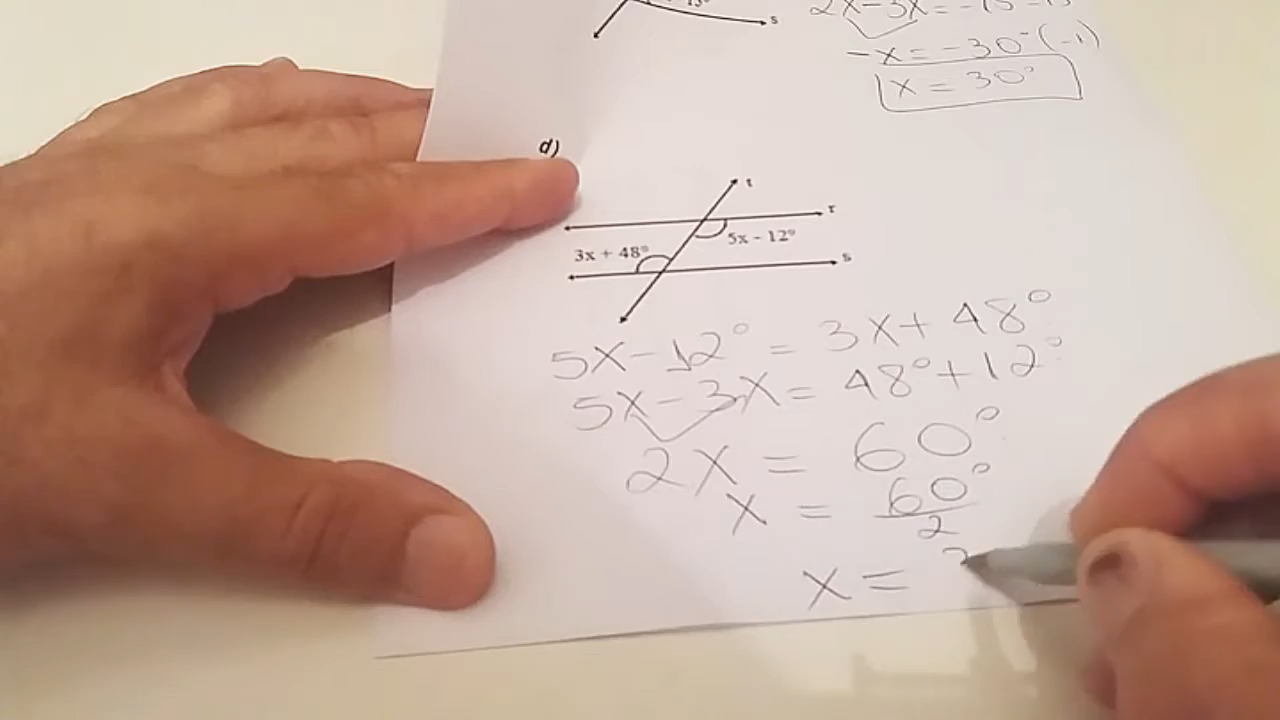 s
2x-3x=-15°-15
-x=-30°(-1)
x=30°
d)
t
r
5x - 12°
3x + 48°
s
5x-12°=3x+48°
5x-3x=48°+12°
2x=60°
x=60°/2
x=